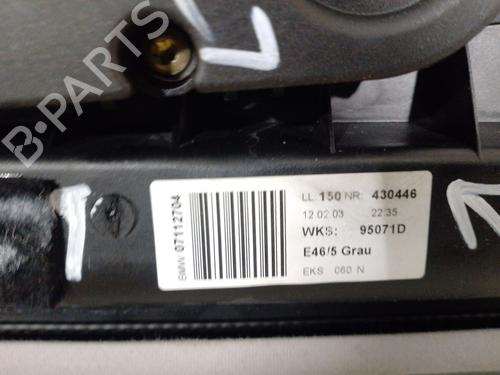 B-PARTS
BMW 07112704
LL: 150 NR: 430446
12.02.03 22:35
WKS: 95071D
E46/5 Grau
EKS 060 N